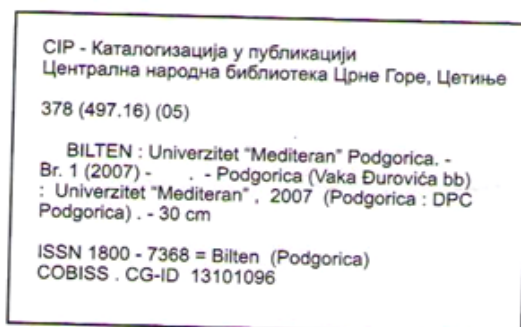 CIP - Каталогизација у публикацији
Централна народна библиотека Црне Горе, Цетиње
378 (497.16) (05)
BILTEN : Univerzitet "Mediteran" Podgorica. -
Br. 1 (2007) - . - Podgorica (Vaka Đurovića bb)
: Univerzitet "Mediteran" , 2007 (Podgorica : DPC
Podgorica) . - 30 cm
ISSN 1800 - 7368 = Bilten (Podgorica)
COBISS . CG-ID 13101096